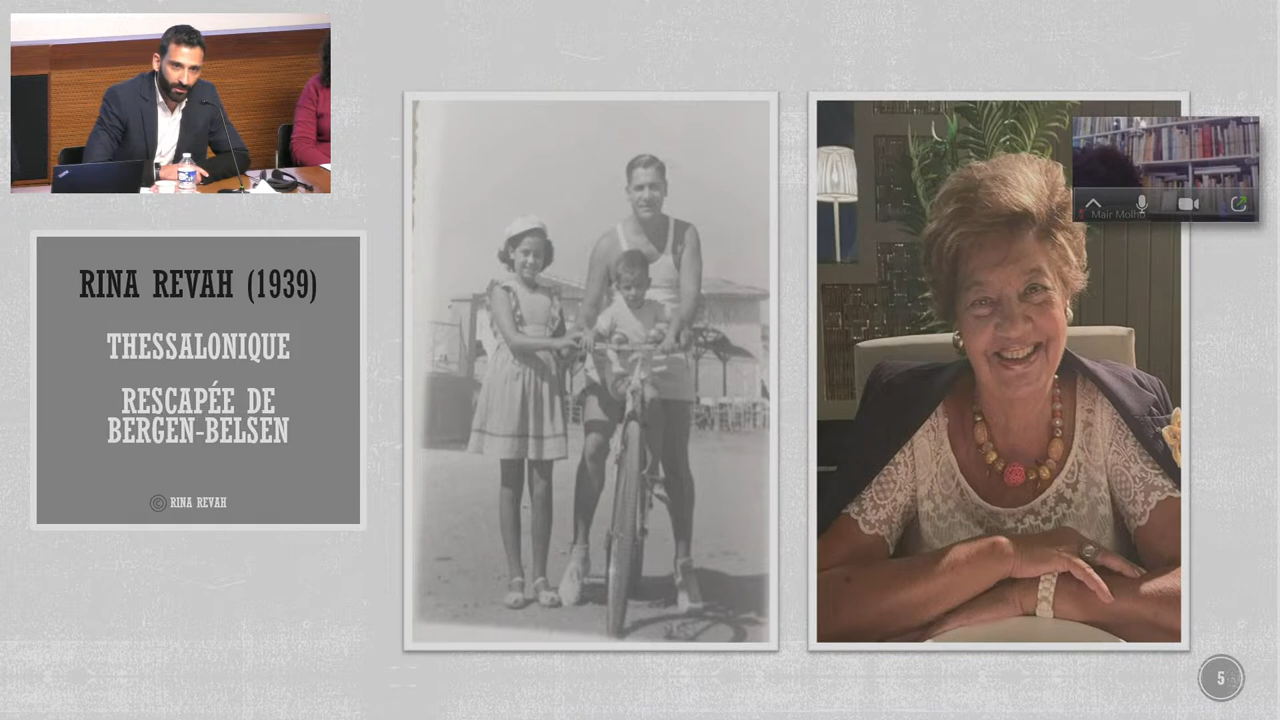 RINA REVAH (1939)
THESSALONIQUE
RESCAPÉE DE
BERGEN-BELSEN
© RINA REVAH
Mair Molho
5